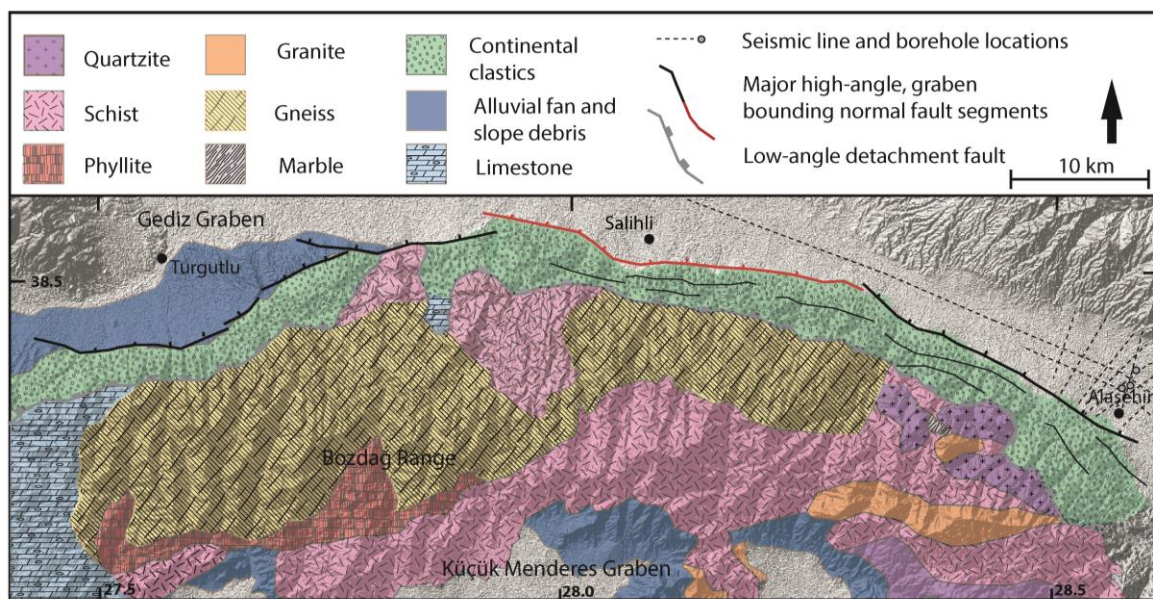 Quartzite
Schist
Phyllite
Granite
Gneiss
Marble
Continental
clastics
Alluvial fan and
slope debris
Limestone
Seismic line and borehole locations
Major high-angle, graben
bounding normal fault segments
Low-angle detachment fault
10 km
Gediz Graben
Salihli
Turgutlu
38.5
Alaşehir
Bozdag Range
Küçük Menderes Graben
27.5
28.0
28.5